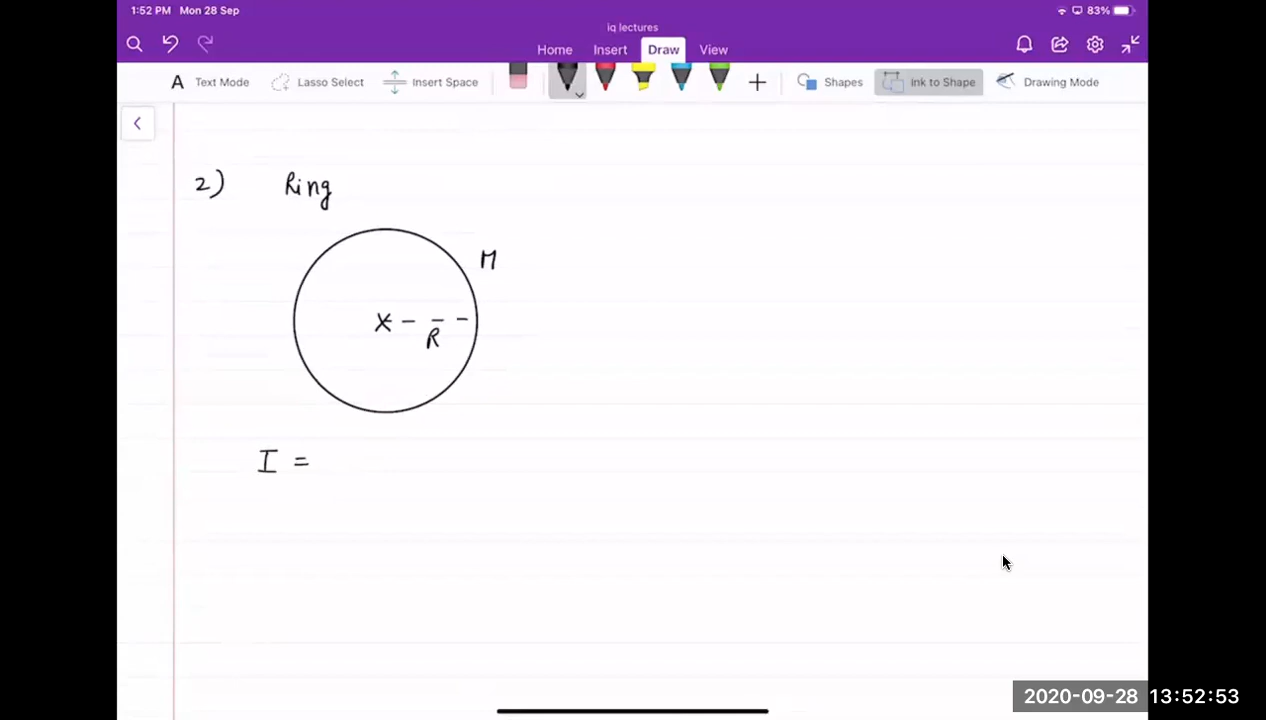 1:52 PM Mon 28 Sep
83%
iq lectures
Home Insert Draw View
A Text Mode Lasso Select Insert Space Shapes Ink to Shape Drawing Mode
2) Ring
M
R
I =
2020-09-28 13:52:53